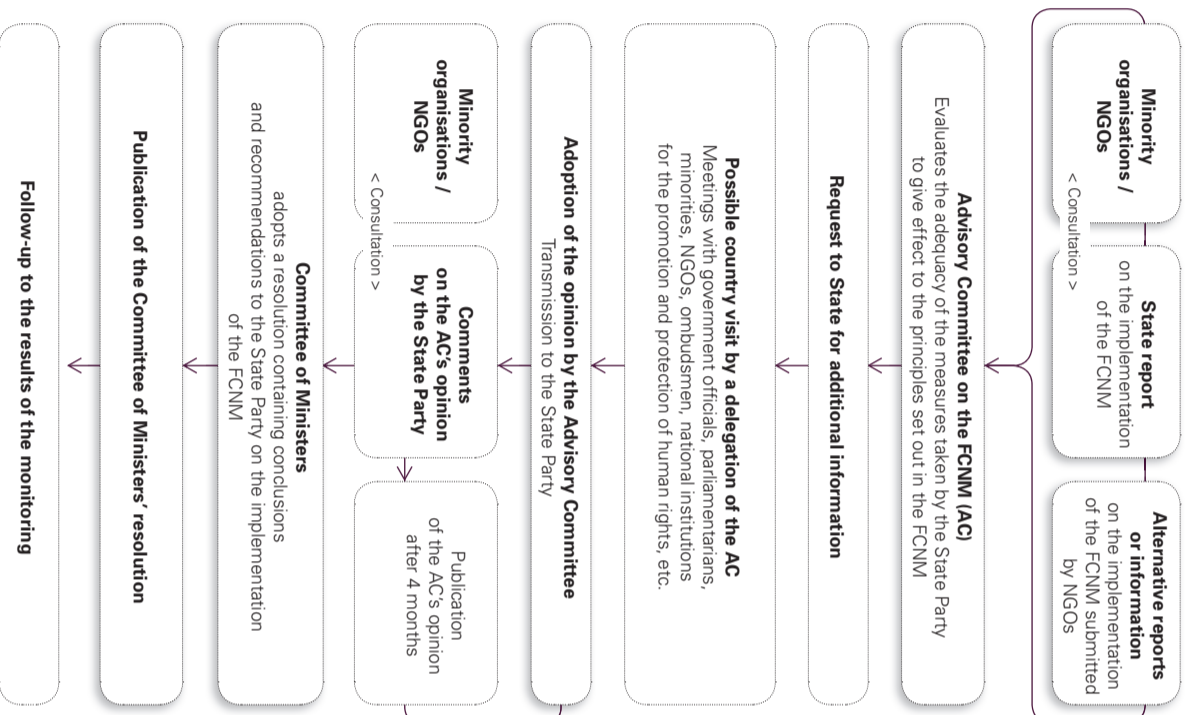 Minority
organisations /
NGOs
< Consultation >
State report
on the implementation
of the FCNM
Alternative reports
or information
on the implementation
of the FCNM submitted
by NGOs
Advisory Committee on the FCNM (AC)
Evaluates the adequacy of the measures taken by the State Party
to give effect to the principles set out in the FCNM
Request to State for additional information
Possible country visit by a delegation of the AC
Meetings with government officials, parliamentarians,
minorities, NGOs, ombudsmen, national institutions
for the promotion and protection of human rights, etc.
Adoption of the opinion by the Advisory Committee
Transmission to the State Party
Minority
organisations /
NGOs
< Consultation >
Comments
on the AC's opinion
by the State Party
Publication
of the AC's opinion
after 4 months
Committee of Ministers
adopts a resolution containing conclusions
and recommendations to the State Party on the implementation
of the FCNM
Publication of the Committee of Ministers' resolution
Follow-up to the results of the monitoring